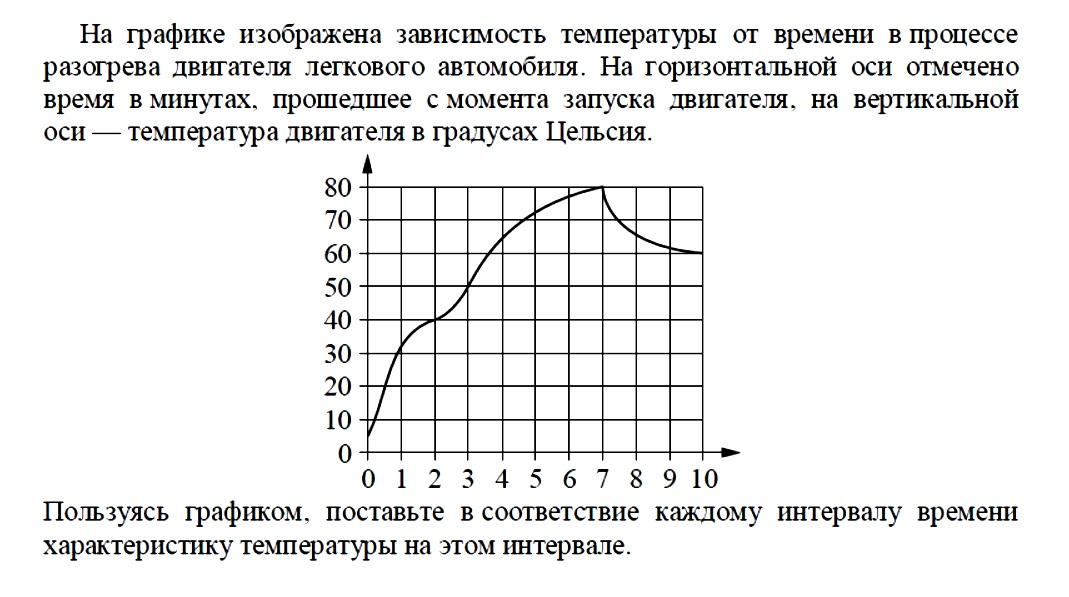 На графике изображена зависимость температуры от времени в процессе
разогрева двигателя легкового автомобиля. На горизонтальной оси отмечено
время в минутах, прошедшее с момента запуска двигателя, на вертикальной
оси — температура двигателя в градусах Цельсия.
80
70
60
50
40
30
20
10
0
0 1 2 3 4 5 6 7 8 9 10
Пользуясь графиком, поставьте в соответствие каждому интервалу времени
характеристику температуры на этом интервале.